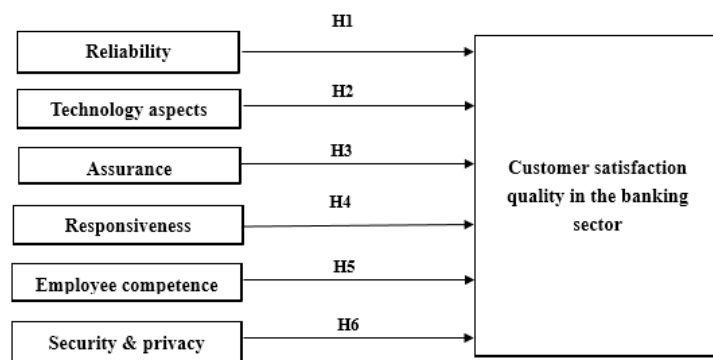 H1
Reliability
H2
Technology aspects
H3
Assurance
H4
Responsiveness
H5
Employee competence
H6
Security & privacy
Customer satisfaction
quality in the banking
sector